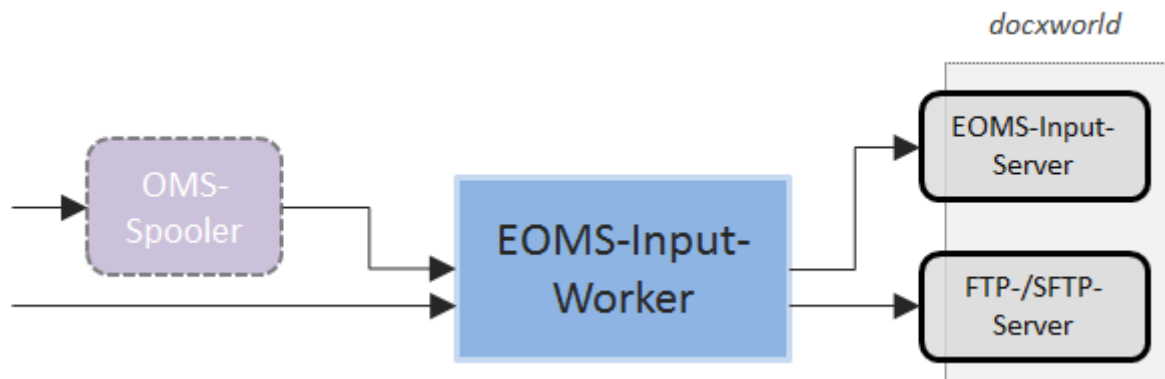 docxworld
EOMS-Input-
Server
OMS-
Spooler
EOMS-Input-
Worker
FTP-/SFTP-
Server